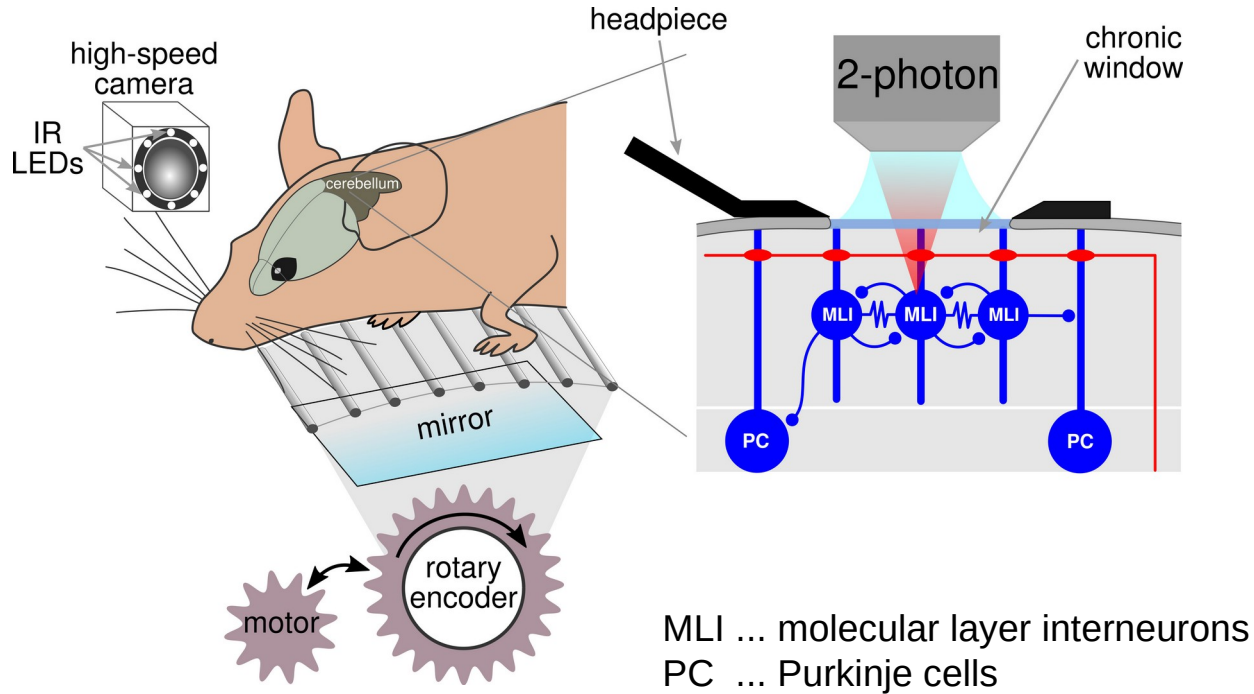 high-speed
camera
IR
LEDs
cerebellum
mirror
rotary
encoder
motor
headpiece
2-photon
chronic
window
MLI
MLI
MLI
PC
PC
MLI ... molecular layer interneurons
PC ... Purkinje cells